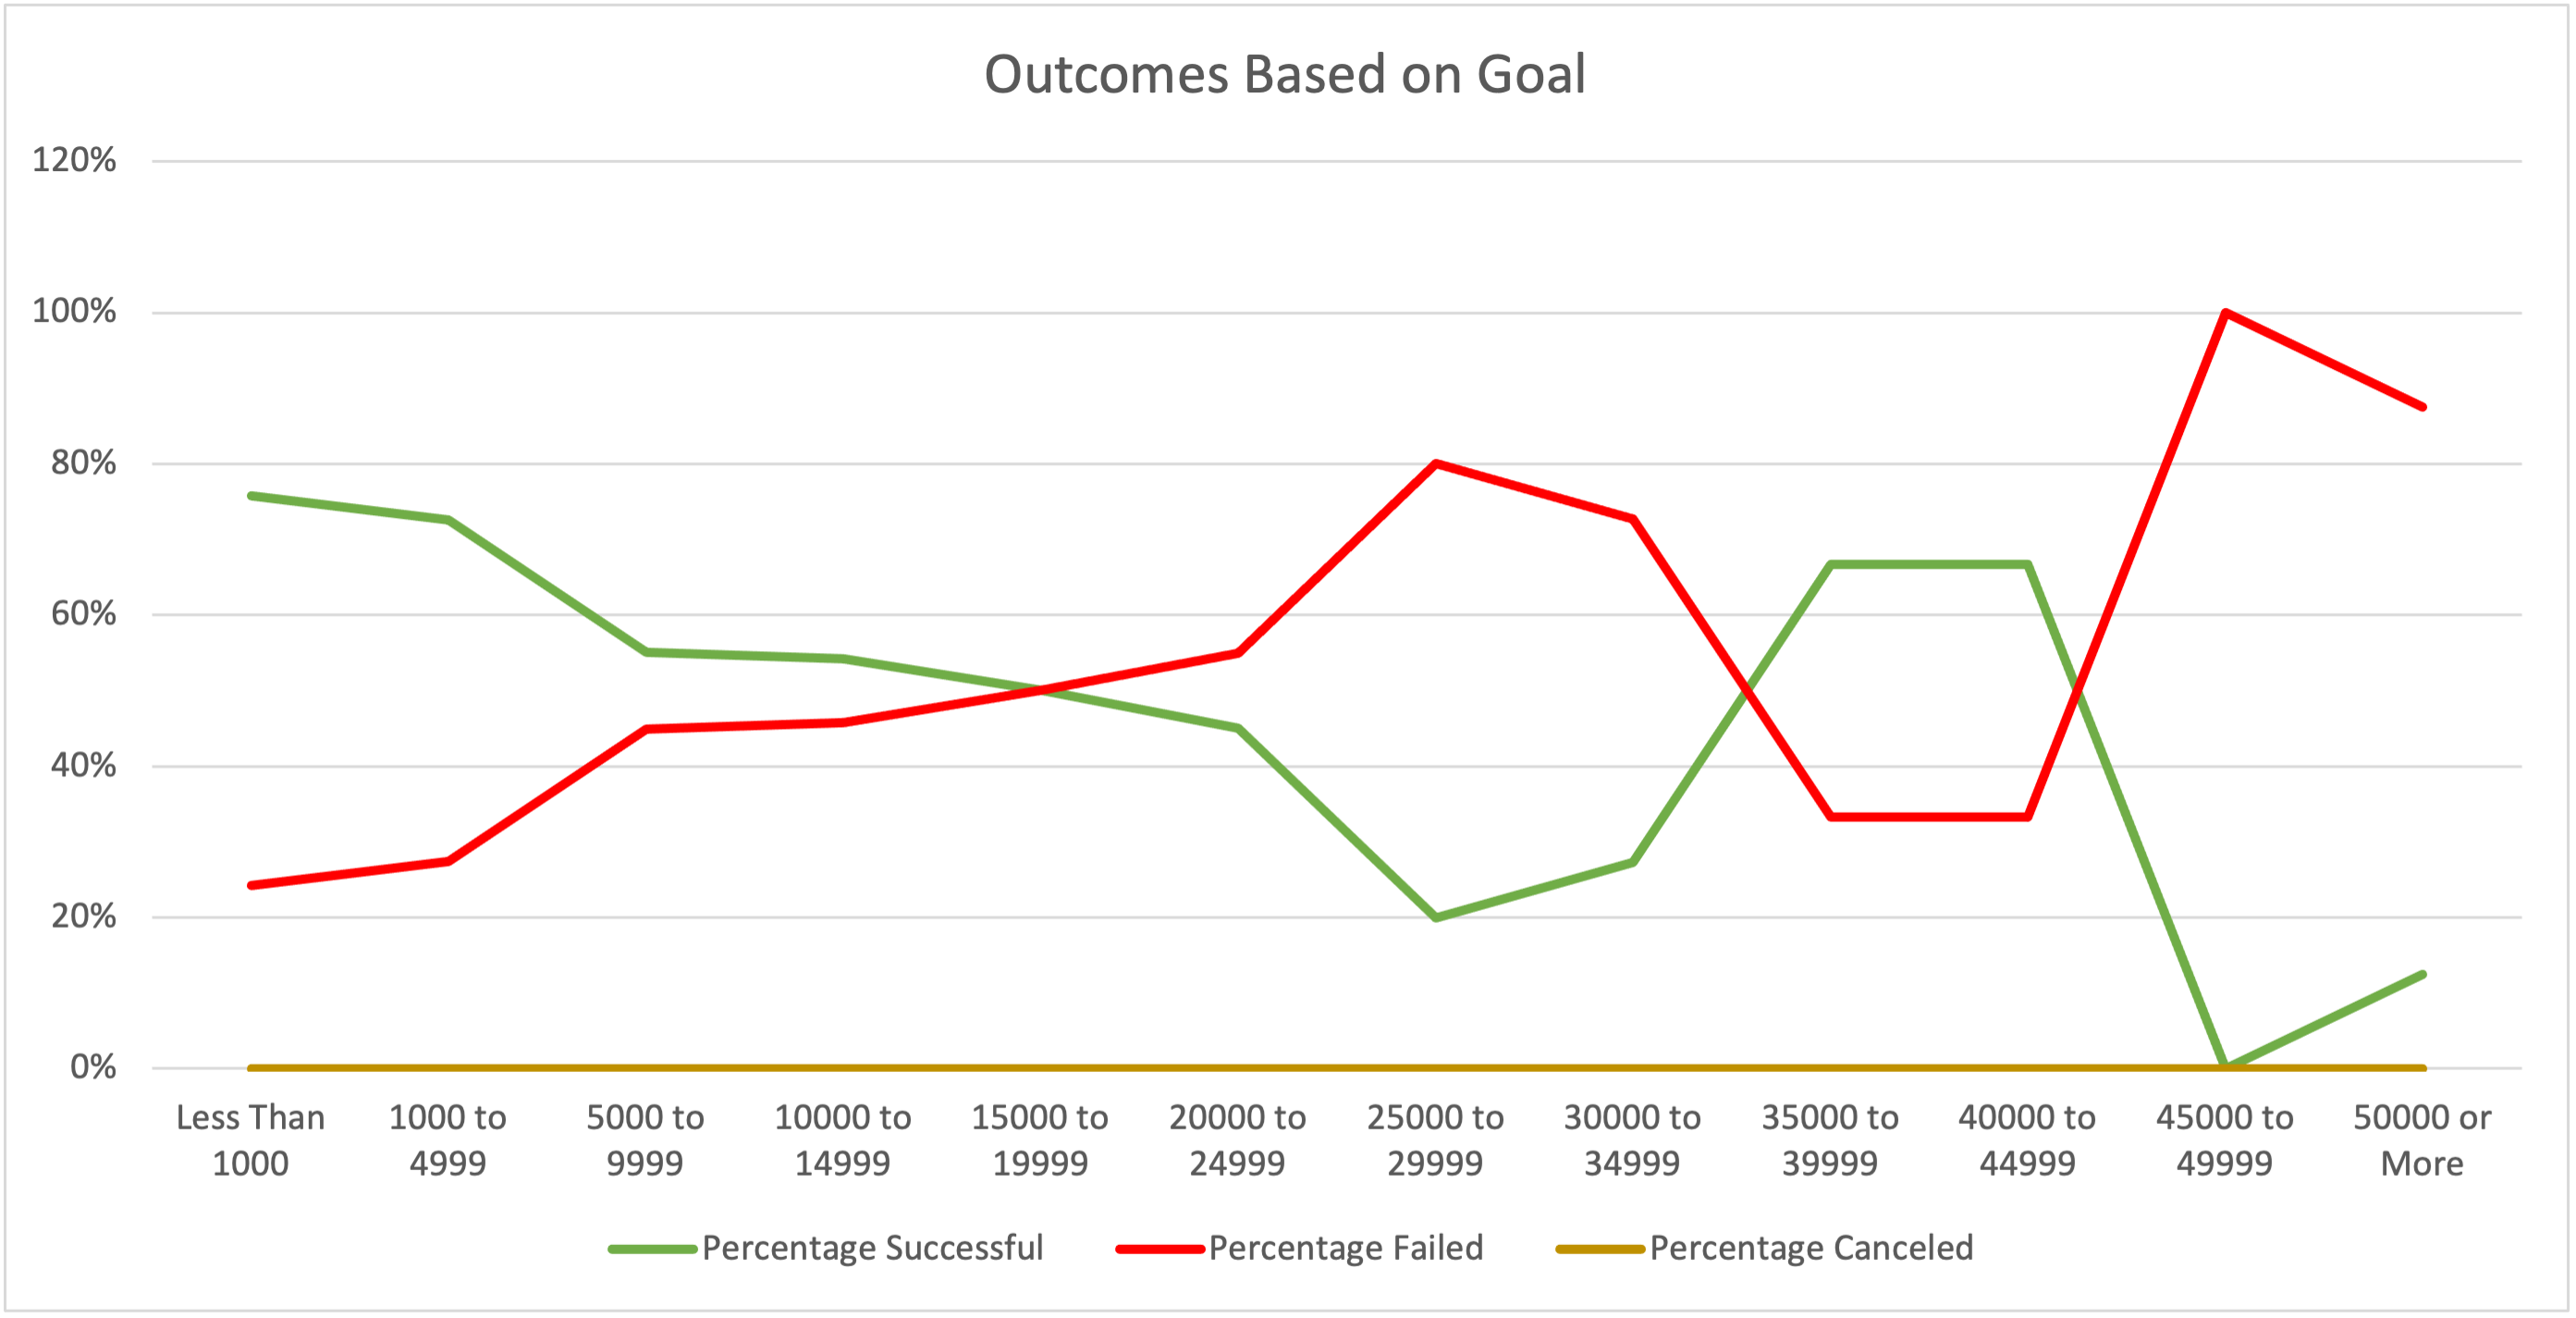 Outcomes Based on Goal
120%
100%
80%
60%
40%
20%
0%
Less Than 1000
1000 to 4999
5000 to 9999
10000 to 14999
15000 to 19999
20000 to 24999
25000 to 29999
30000 to 34999
35000 to 39999
40000 to 44999
45000 to 49999
50000 or More
Percentage Successful
Percentage Failed
Percentage Canceled